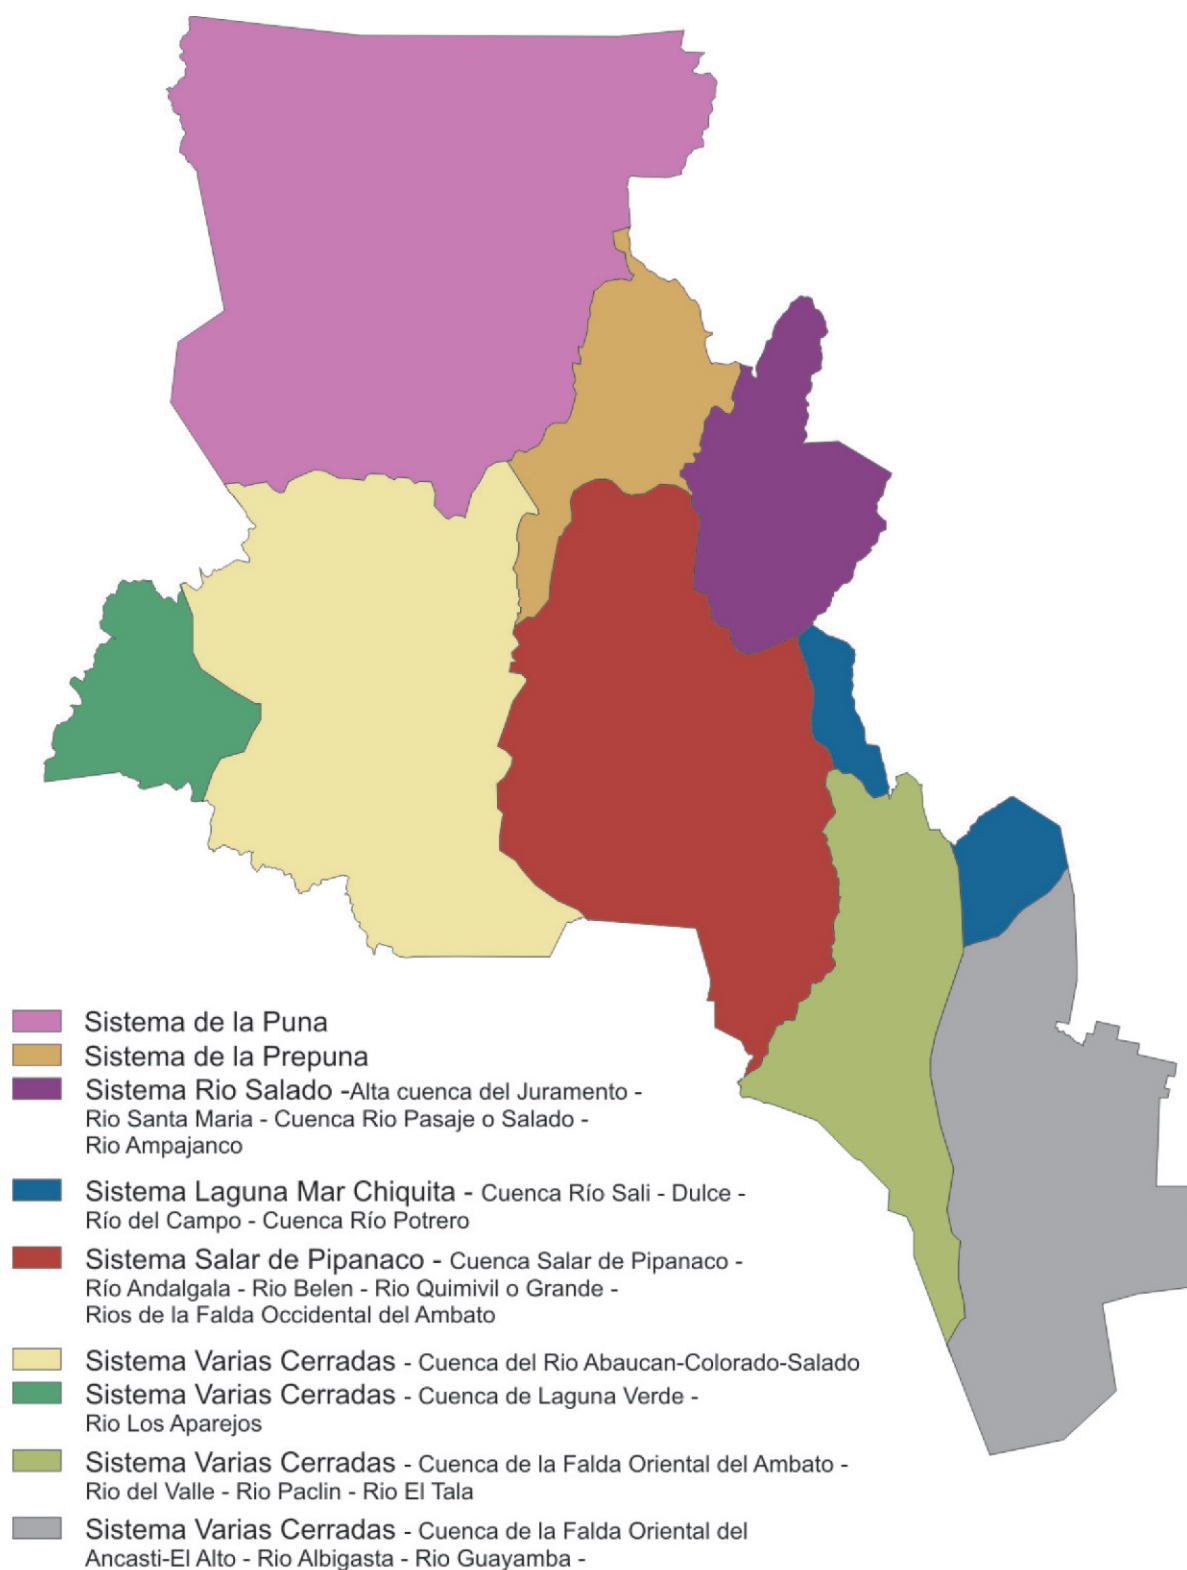 Sistema de la Puna
Sistema de la Prepuna
Sistema Rio Salado -Alta cuenca del Juramento -
Rio Santa Maria - Cuenca Rio Pasaje o Salado -
Rio Ampajanco
Sistema Laguna Mar Chiquita - Cuenca Río Sali - Dulce -
Río del Campo - Cuenca Río Potrero
Sistema Salar de Pipanaco - Cuenca Salar de Pipanaco -
Río Andalgala - Rio Belen - Rio Quimivil o Grande -
Rios de la Falda Occidental del Ambato
Sistema Varias Cerradas - Cuenca del Rio Abaucan-Colorado-Salado
Sistema Varias Cerradas - Cuenca de Laguna Verde -
Rio Los Aparejos
Sistema Varias Cerradas - Cuenca de la Falda Oriental del Ambato -
Rio del Valle - Rio Paclin - Rio El Tala
Sistema Varias Cerradas - Cuenca de la Falda Oriental del
Ancasti-El Alto - Rio Albigasta - Rio Guayamba -